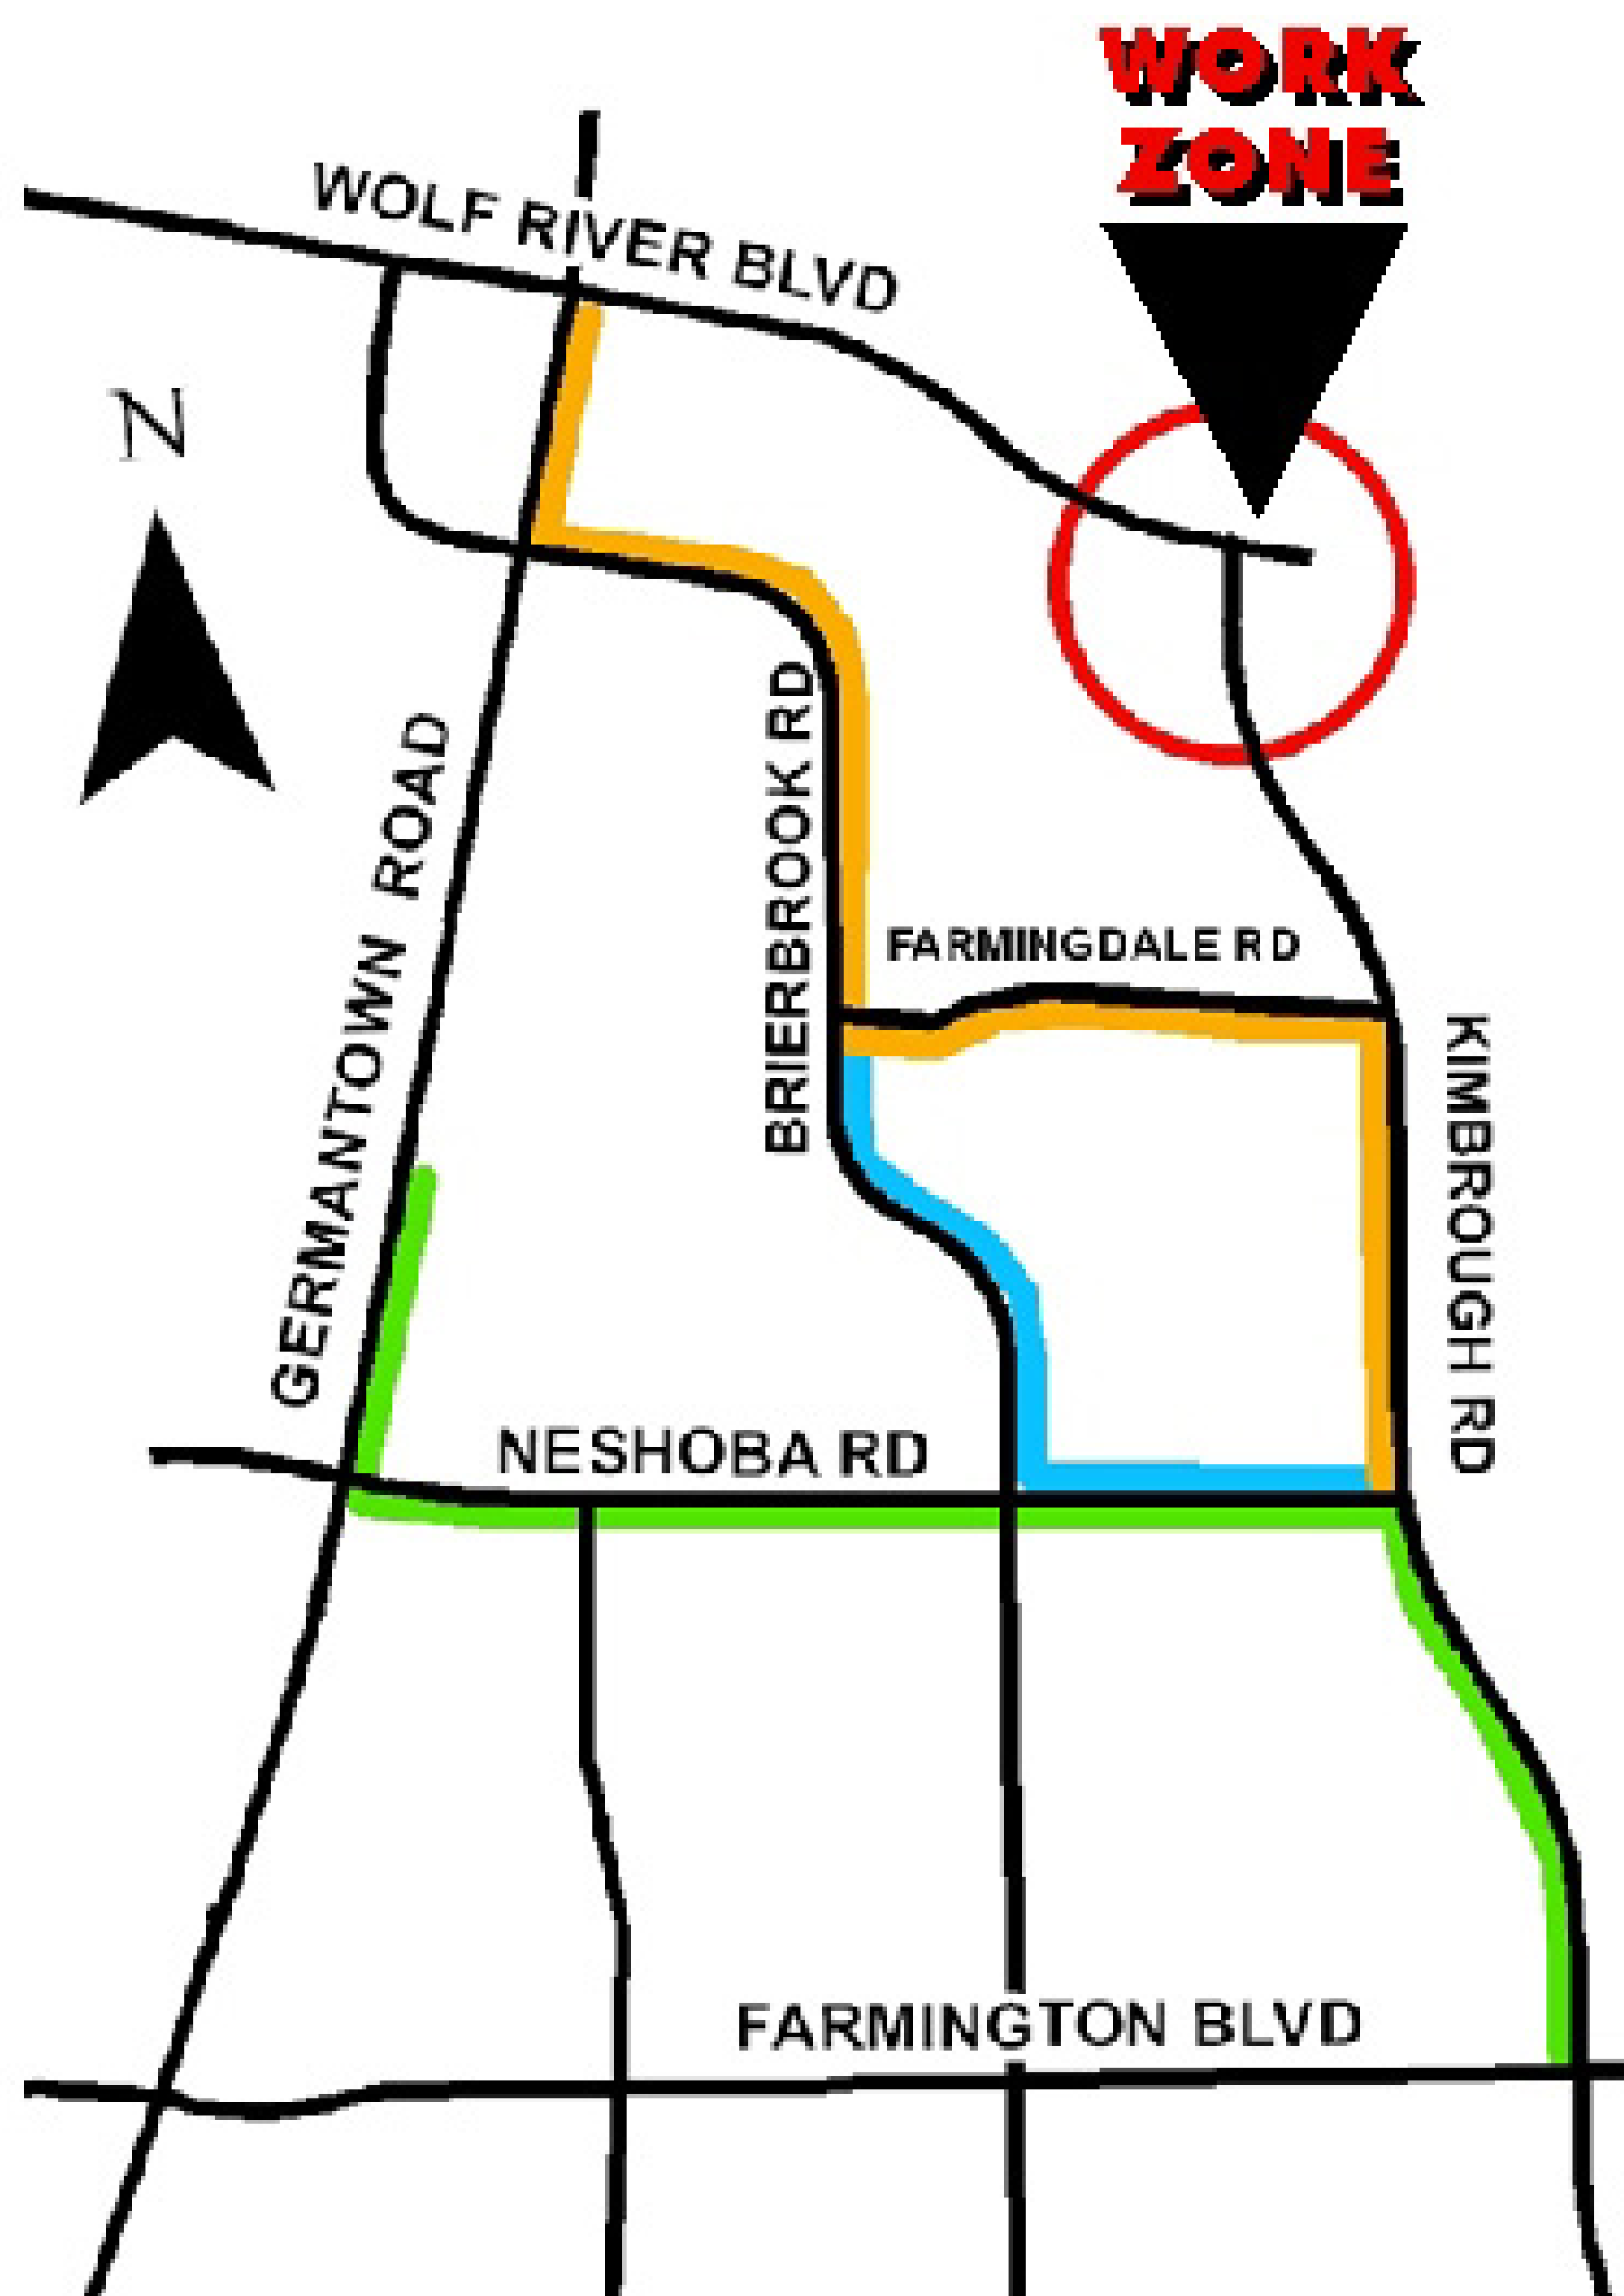 WORK
ZONE
WOLF RIVER BLVD
N
GERMANTOWN ROAD
BRIERBROOK RD
FARMINGDALE RD
KIMBROUGH RD
NESHOBA RD
FARMINGTON BLVD